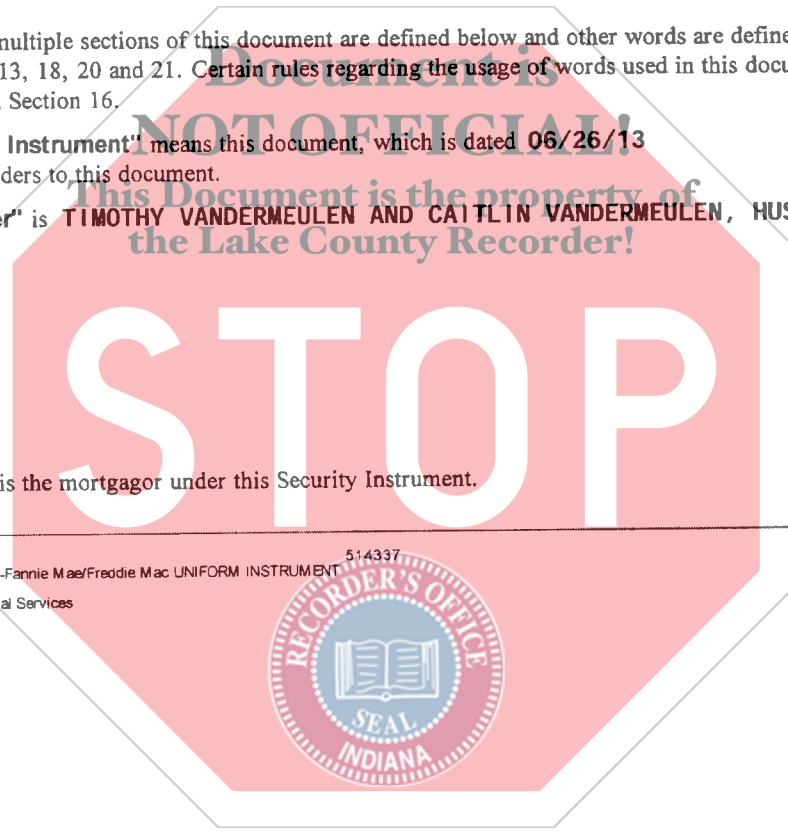 multiple sections of this document are defined below and other words are define
13, 18, 20 and 21. Certain rules regarding the usage of words used in this docu
Section 16.
Document is
NOT OFFICIAL!
This Document is the property of
the Lake County Recorder!
Instrument" means this document, which is dated 06/26/13
ders to this document.
er" is TIMOTHY VANDERMEULEN AND CAITLIN VANDERMEULEN, HUS
STOP
is the mortgagor under this Security Instrument.
514337
-Fannie Mae/Freddie Mac UNIFORM INSTRUMENT
al Services
RECORDER'S OFFICE
SEAL
INDIANA